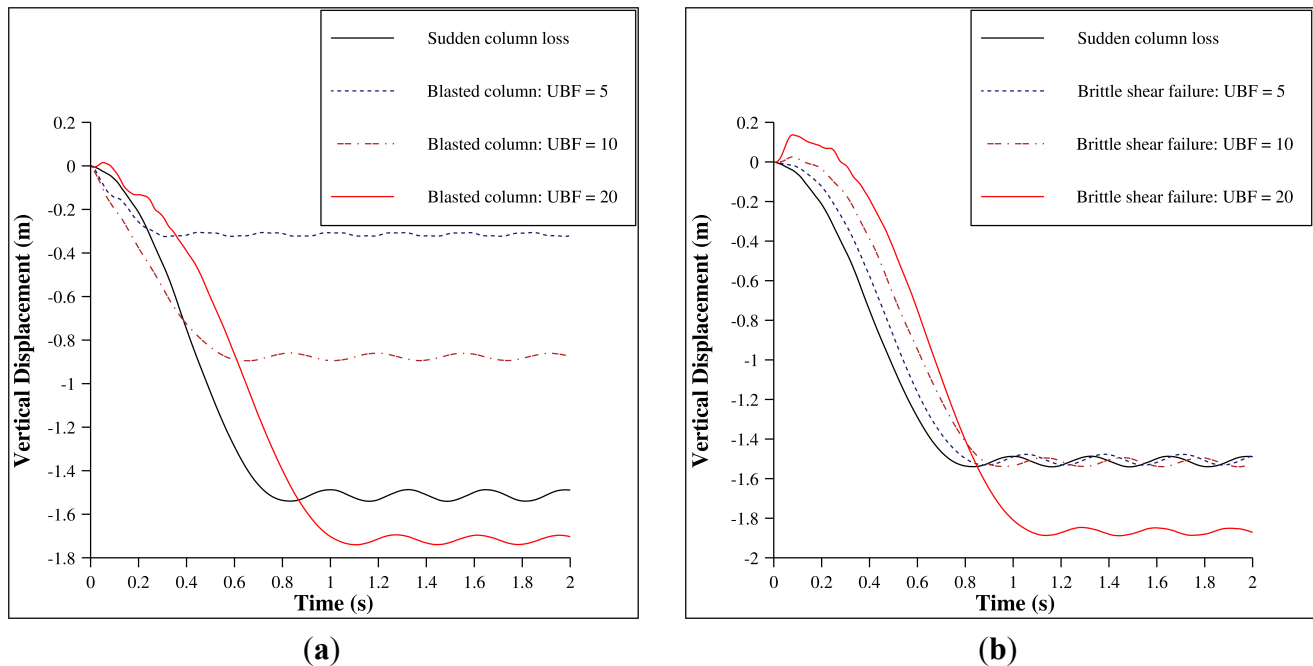 Sudden column loss
Blasted column: UBF = 5
Blasted column: UBF = 10
Blasted column: UBF = 20
0.2
0
-0.2
-0.4
-0.6
-0.8
-1
-1.2
-1.4
-1.6
-1.8
Vertical Displacement (m)
0 0.2 0.4 0.6 0.8 1 1.2 1.4 1.6 1.8 2
Time (s)
(a)
Sudden column loss
Brittle shear failure: UBF = 5
Brittle shear failure: UBF = 10
Brittle shear failure: UBF = 20
0.2
0
-0.2
-0.4
-0.6
-0.8
-1
-1.2
-1.4
-1.6
-1.8
-2
Vertical Displacement (m)
0 0.2 0.4 0.6 0.8 1 1.2 1.4 1.6 1.8 2
Time (s)
(b)